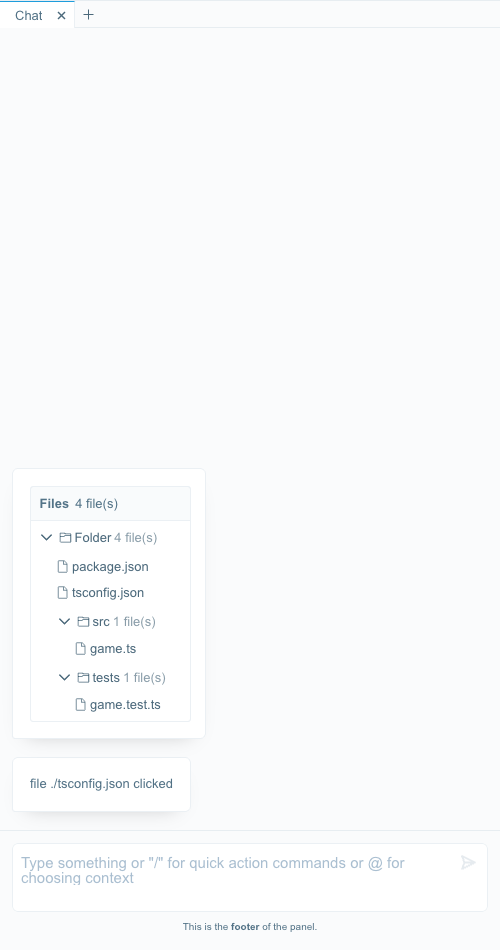 Chat
Files 4 file(s)
Folder 4 file(s)
package.json
tsconfig.json
src 1 file(s)
game.ts
tests 1 file(s)
game.test.ts
file ./tsconfig.json clicked
Type something or "/" for quick action commands or @ for
choosing context
This is the footer of the panel.